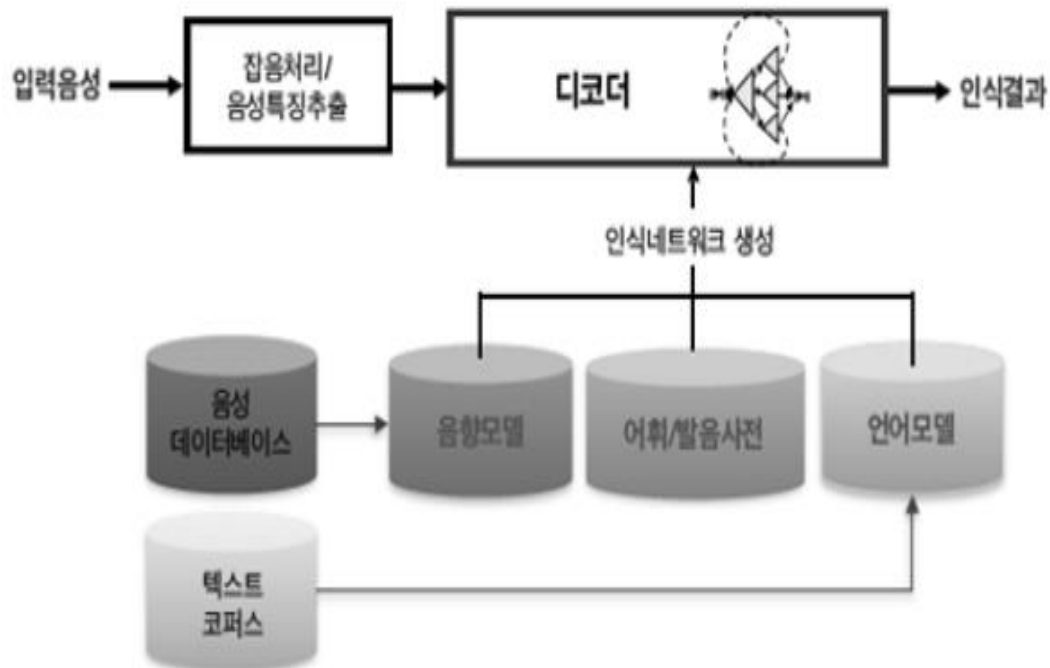 입력음성
잡음처리/
음성특징추출
디코더
인식결과
인식네트워크 생성
음성
데이터베이스
음향모델
어휘/발음사전
언어모델
텍스트
코퍼스